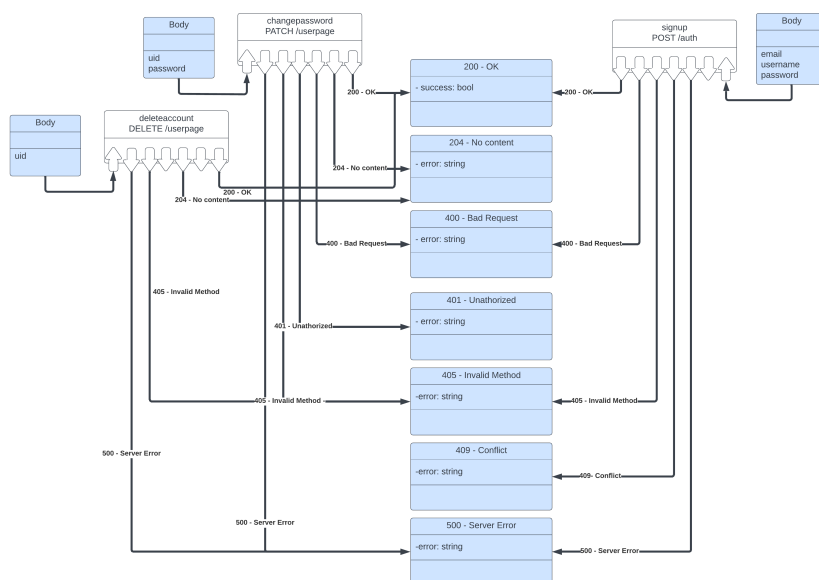 Body
uid
password
changepassword
PATCH /userpage
signup
POST /auth
Body
email
username
password
200 - OK
- success: bool
200 - OK
200 - OK
deleteaccount
DELETE /userpage
Body
uid
204 - No content
- error: string
204 - No content
200 - OK
204 - No content
400 - Bad Request
- error: string
400 - Bad Request
400 - Bad Request
405 - Invalid Method
401 - Unathorized
- error: string
401 - Unathorized
405 - Invalid Method
-error: string
405 - Invalid Method -
405 - Invalid Method
409 - Conflict
-error: string
500 - Server Error
409- Conflict
500 - Server Error
500 - Server Error
-error: string
500 - Server Error